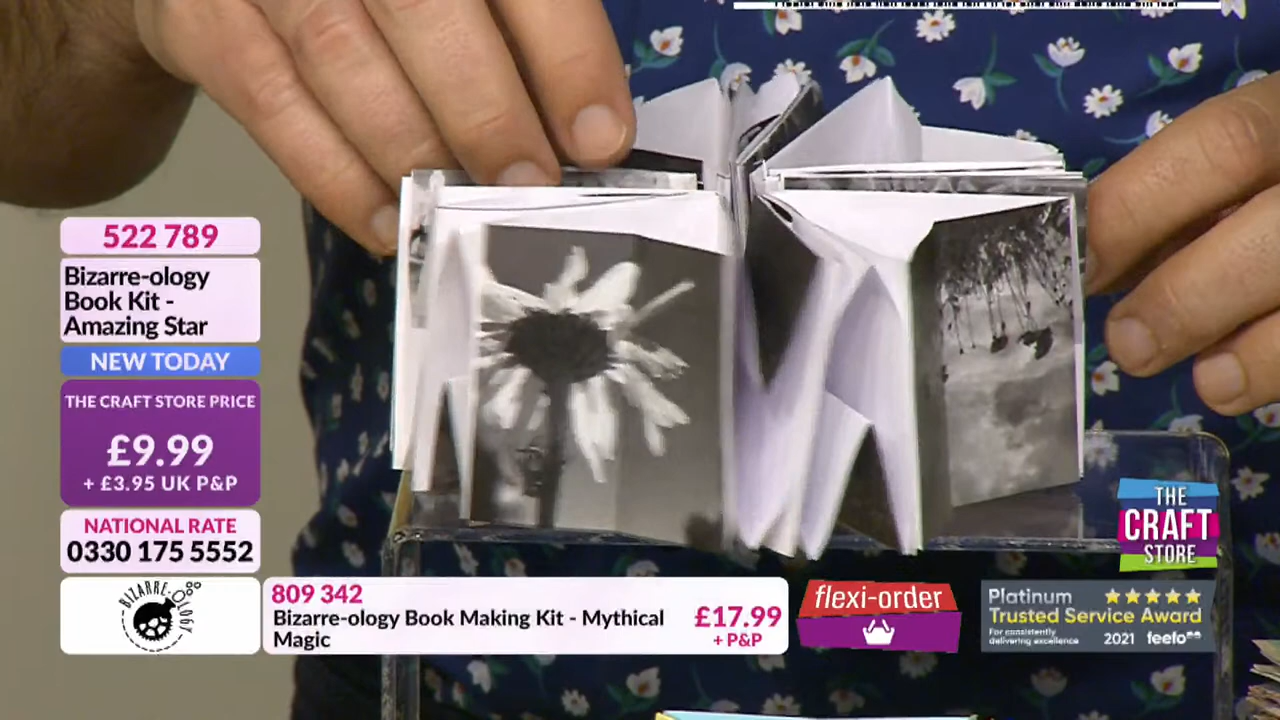 522 789
Bizarre-ology
Book Kit -
Amazing Star
NEW TODAY
THE CRAFT STORE PRICE
£9.99
+ £3.95 UK P&P
NATIONAL RATE
0330 175 5552
BIZARRE-OLOGY
809 342
Bizarre-ology Book Making Kit - Mythical
Magic
£17.99
+ P&P
flexi-order
Platinum
Trusted Service Award
For consistently
delivering excellence
2021 feefo
THE
CRAFT
STORE